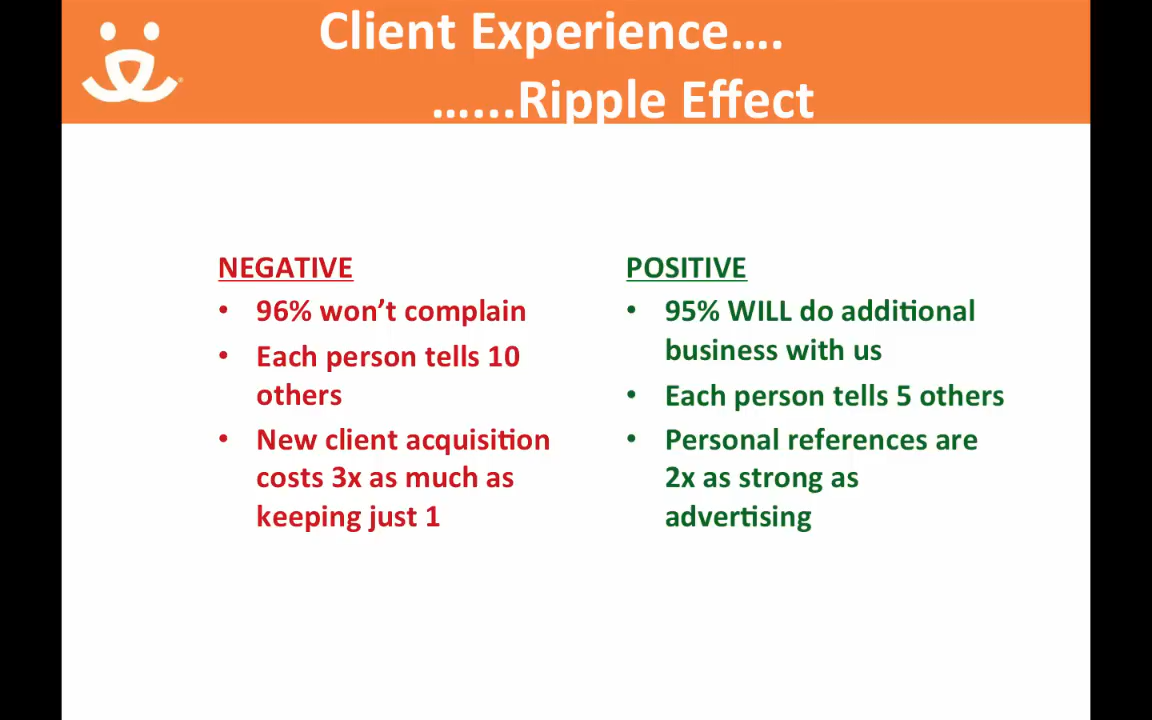 Client Experience….
…...Ripple Effect
NEGATIVE
• 96% won’t complain
• Each person tells 10
others
• New client acquisition
costs 3x as much as
keeping just 1
POSITIVE
• 95% WILL do additional
business with us
• Each person tells 5 others
• Personal references are
2x as strong as
advertising